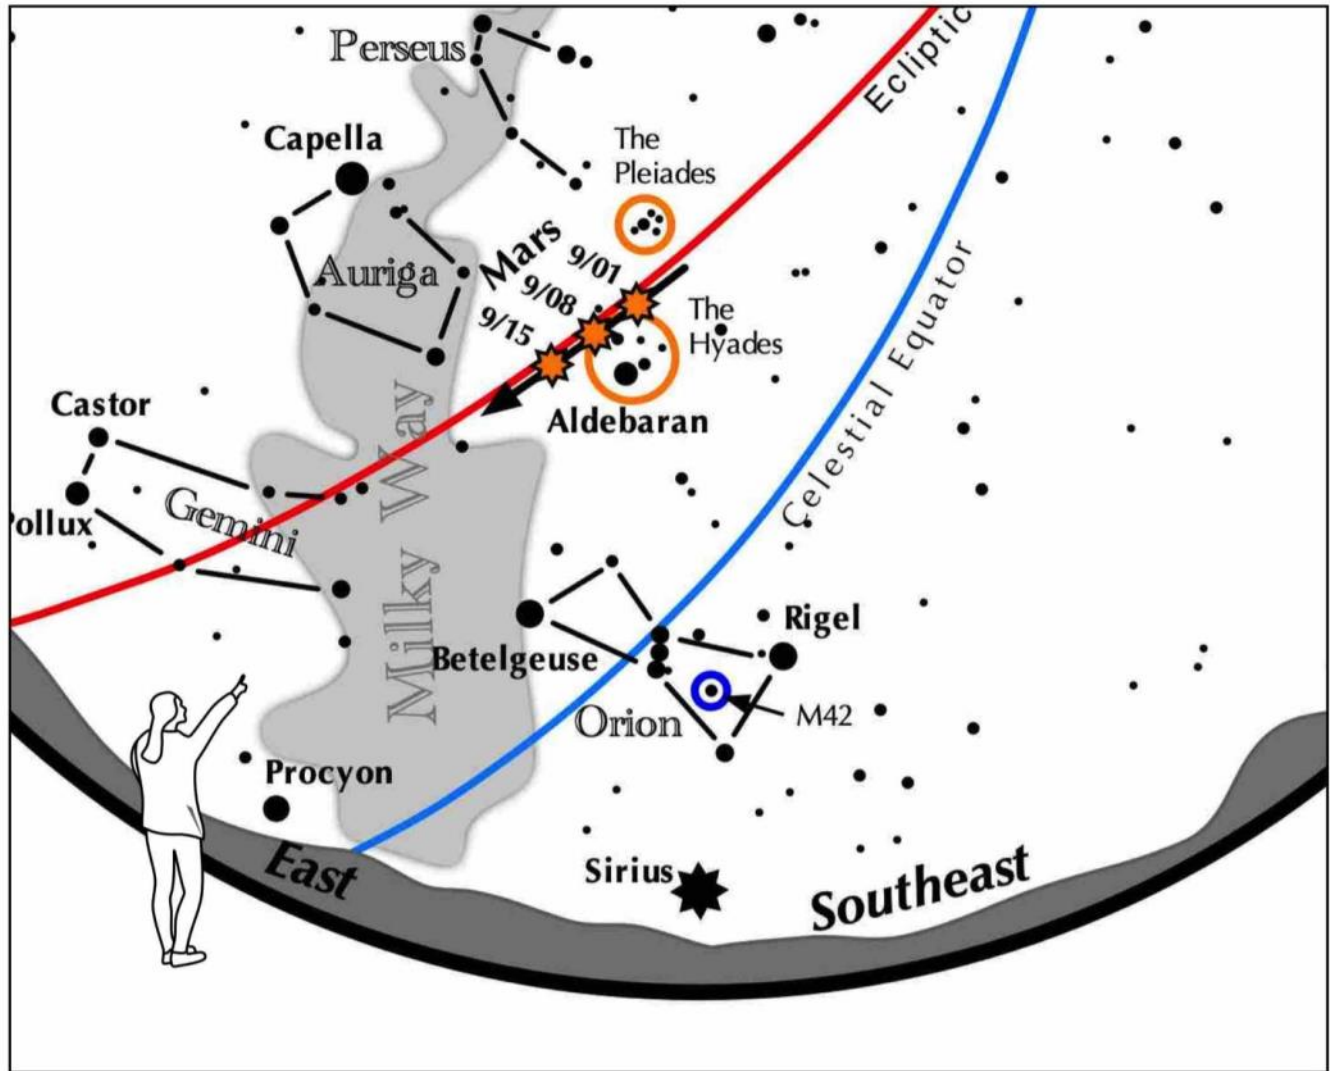 Perseus
Ecliptic
Capella
The
Pleiades
Mars
9/01
9/08
9/15
Auriga
The
Hyades
Aldebaran
Celestial Equator
Castor
ollux
Gemini
Milky Way
Betelgeuse
Rigel
Orion
M42
Procyon
East
Sirius
Southeast